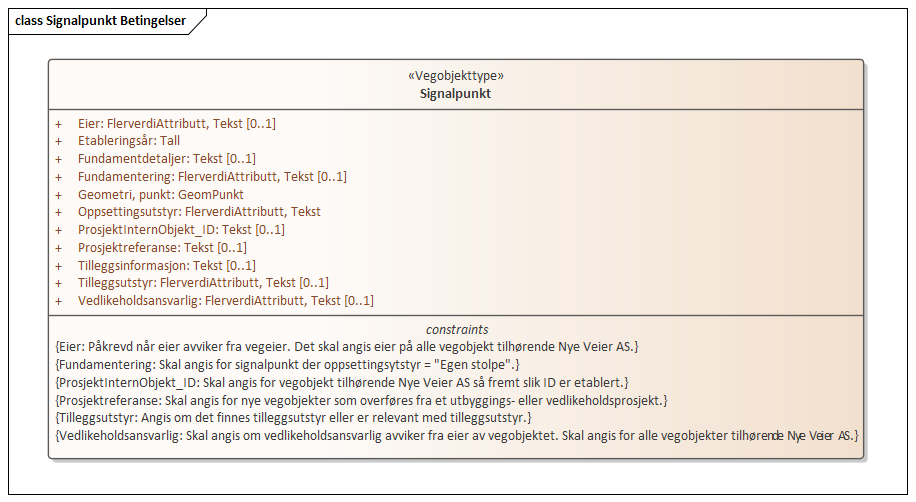 class Signalpunkt Betingelser
«Vegobjekttype»
Signalpunkt
+ Eier: FlerverdiAttributt, Tekst [0..1]
+ Etableringsår: Tall
+ Fundamentdetaljer: Tekst [0..1]
+ Fundamentering: FlerverdiAttributt, Tekst [0..1]
+ Geometri, punkt: GeomPunkt
+ Oppsettingsutstyr: FlerverdiAttributt, Tekst
+ ProsjektInternObjekt_ID: Tekst [0..1]
+ Prosjektreferanse: Tekst [0..1]
+ Tilleggsinformasjon: Tekst [0..1]
+ Tilleggsutstyr: FlerverdiAttributt, Tekst [0..1]
+ Vedlikeholdsansvarlig: FlerverdiAttributt, Tekst [0..1]
constraints
{Eier: Påkrevd når eier avviker fra vegeier. Det skal angis eier på alle vegobjekt tilhørende Nye Veier AS.}
{Fundamentering: Skal angis for signalpunkt der oppsettingsytstyr = "Egen stolpe".}
{ProsjektInternObjekt_ID: Skal angis for vegobjekt tilhørende Nye Veier AS så fremt slik ID er etablert.}
{Prosjektreferanse: Skal angis for nye vegobjekter som overføres fra et utbyggings- eller vedlikeholdsprosjekt.}
{Tilleggsutstyr: Angis om det finnes tilleggsutstyr eller er relevant med tilleggsutstyr.}
{Vedlikeholdsansvarlig: Skal angis om vedlikeholdsansvarlig avviker fra eier av vegobjektet. Skal angis for alle vegobjekter tilhørende Nye Veier AS.}